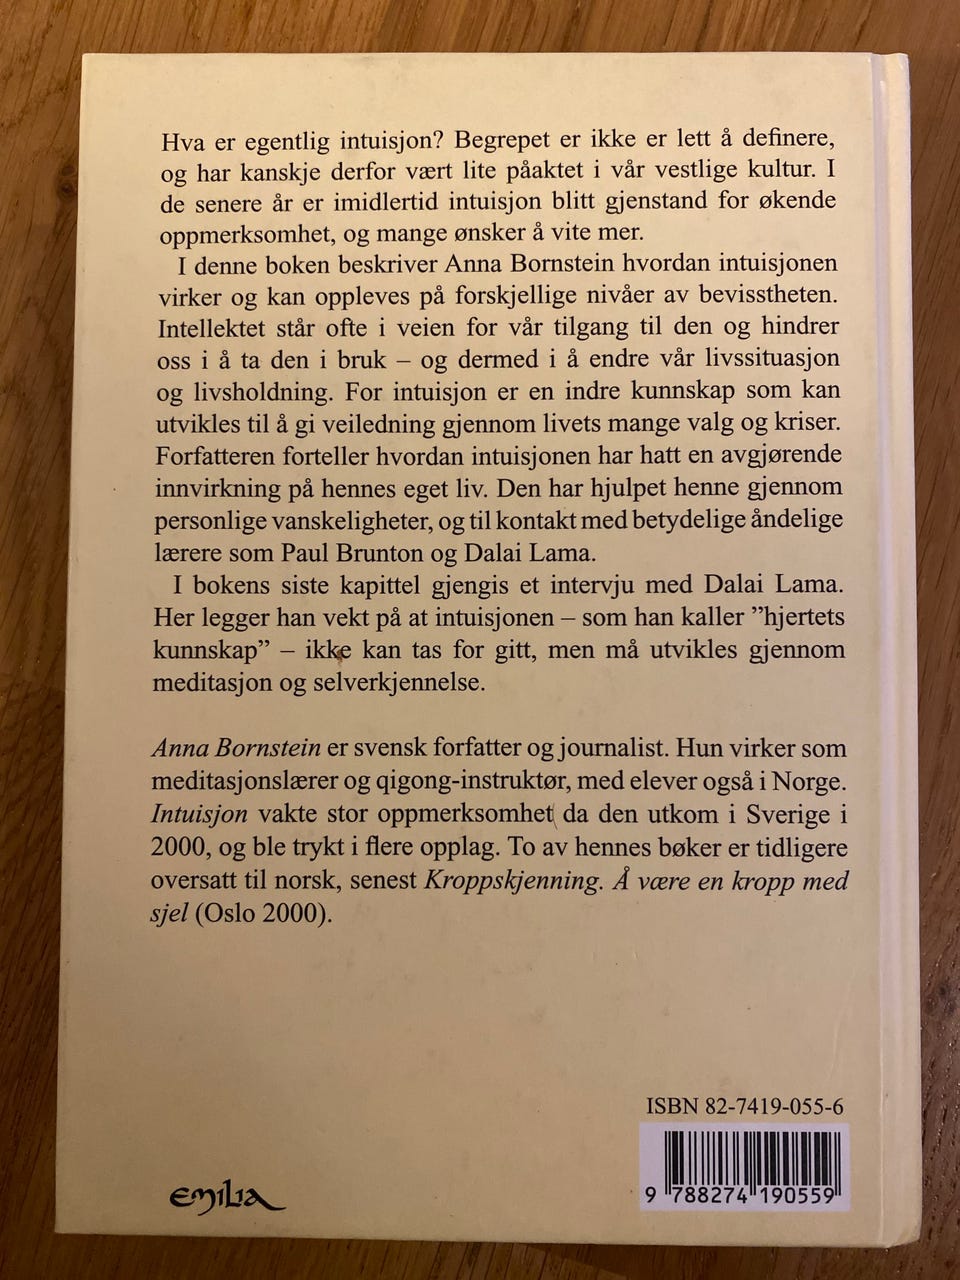 Hva er egentlig intuisjon? Begrepet er ikke er lett å definere,
og har kanskje derfor vært lite påaktet i vår vestlige kultur. I
de senere år er imidlertid intuisjon blitt gjenstand for økende
oppmerksomhet, og mange ønsker å vite mer.
I denne boken beskriver Anna Bornstein hvordan intuisjonen
virker og kan oppleves på forskjellige nivåer av bevisstheten.
Intellektet står ofte i veien for vår tilgang til den og hindrer
oss i å ta den i bruk – og dermed i å endre vår livssituasjon
og livsholdning. For intuisjon er en indre kunnskap som kan
utvikles til å gi veiledning gjennom livets mange valg og kriser.
Forfatteren forteller hvordan intuisjonen har hatt en avgjørende
innvirkning på hennes eget liv. Den har hjulpet henne gjennom
personlige vanskeligheter, og til kontakt med betydelige åndelige
lærere som Paul Brunton og Dalai Lama.
I bokens siste kapittel gjengis et intervju med Dalai Lama.
Her legger han vekt på at intuisjonen – som han kaller ”hjertets
kunnskap” – ikke kan tas for gitt, men må utvikles gjennom
meditasjon og selverkjennelse.
Anna Bornstein er svensk forfatter og journalist. Hun virker som
meditasjonslærer og qigong-instruktør, med elever også i Norge.
Intuisjon vakte stor oppmerksomhet da den utkom i Sverige i
2000, og ble trykt i flere opplag. To av hennes bøker er tidligere
oversatt til norsk, senest Kroppskjenning. Å være en kropp med
sjel (Oslo 2000).
ISBN 82-7419-055-6
9 788274 190559
emilia